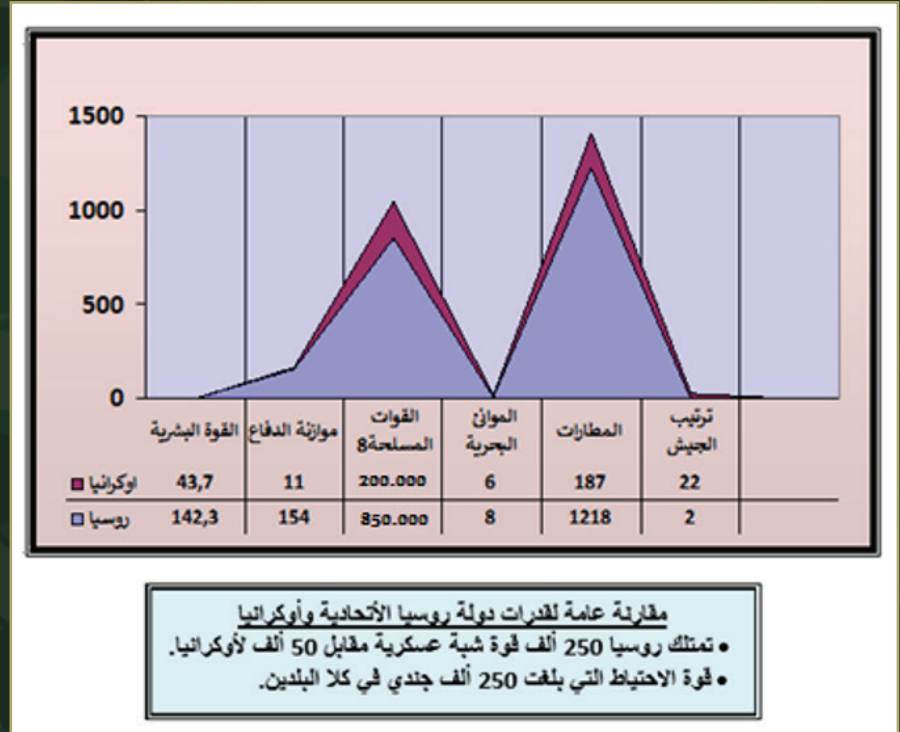 1500
1000
500
0
القوة البشرية موازنة الدفاع القوات المسلحة8 الموانئ البحرية المطارات ترتيب الجيش
اوكرانيا 43,7 11 200.000 6 187 22
روسيا 142,3 154 850.000 8 1218 2
مقارنة عامة لقدرات دولة روسيا الأتحادية وأوكرانيا
• تمتلك روسيا 250 ألف قوة شبة عسكرية مقابل 50 ألف لأوكرانيا.
• قوة الاحتياط التي بلغت 250 ألف جندي في كلا البلدين.